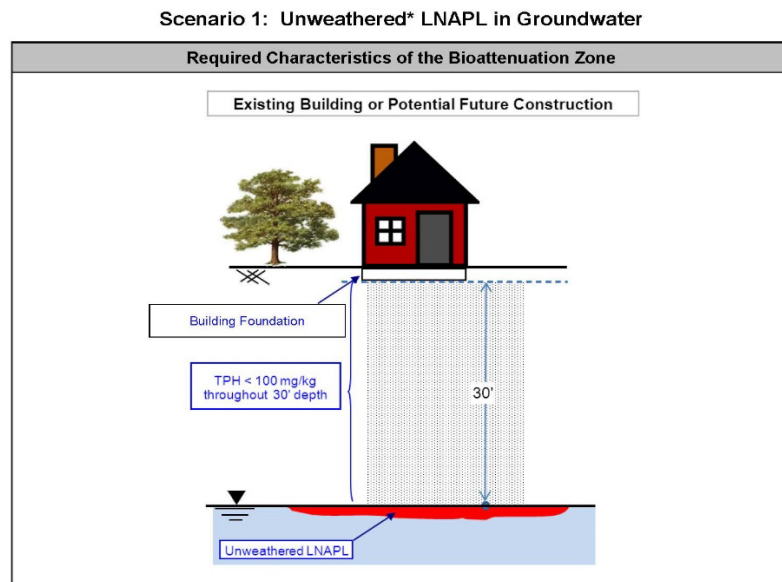 Scenario 1: Unweathered* LNAPL in Groundwater
Required Characteristics of the Bioattenuation Zone
Existing Building or Potential Future Construction
Building Foundation
TPH < 100 mg/kg
throughout 30' depth
30'
Unweathered LNAPL